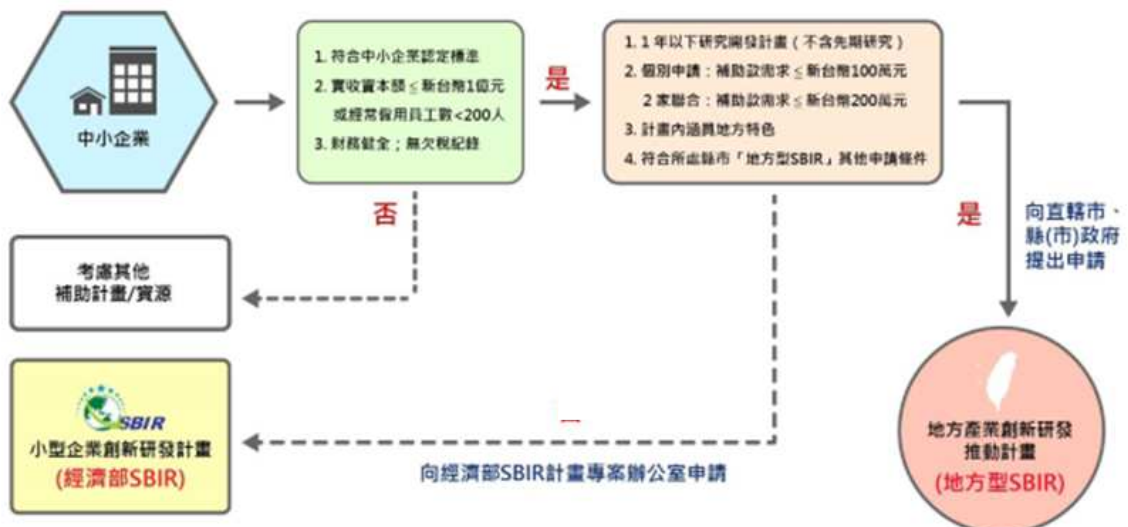 中小企業
1. 符合中小企業認定標準
2. 實收資本額≦新台幣1億元
或經常僱用員工數<200人
3. 財務健全；無欠稅紀錄
是
1. 1年以下研究開發計畫(不含先期研究)
2. 個別申請：補助款需求≦新台幣100萬元
2家聯合：補助款需求≦新台幣200萬元
3. 計畫內涵具地方特色
4. 符合所處縣市「地方型SBIR」其他申請條件
否
是
向直轄市、
縣(市)政府
提出申請
考慮其他
補助計畫/資源
SBIR
小型企業創新研發計畫
(經濟部SBIR)
向經濟部SBIR計畫專案辦公室申請
地方產業創新研發
推動計畫
(地方型SBIR)